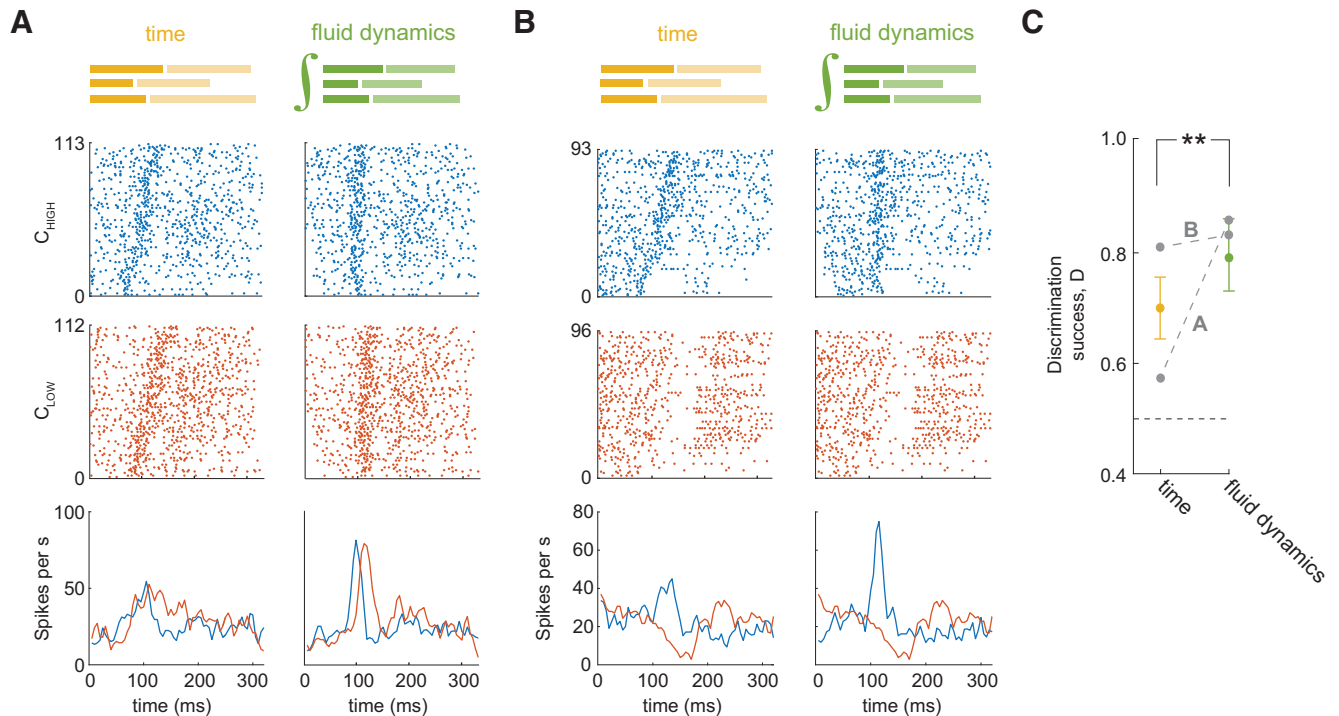 A
time
fluid dynamics
∫
113
C HIGH
0
112
C LOW
0
100
50
0
Spikes per s
0 100 200 300
time (ms)
0 100 200 300
time (ms)
B
time
fluid dynamics
∫
93
0
96
0
80
60
40
20
0
Spikes per s
0 100 200 300
time (ms)
0 100 200 300
time (ms)
C
1.0
**
0.8
B
A
0.6
0.4
Discrimination
success, D
time
fluid dynamics